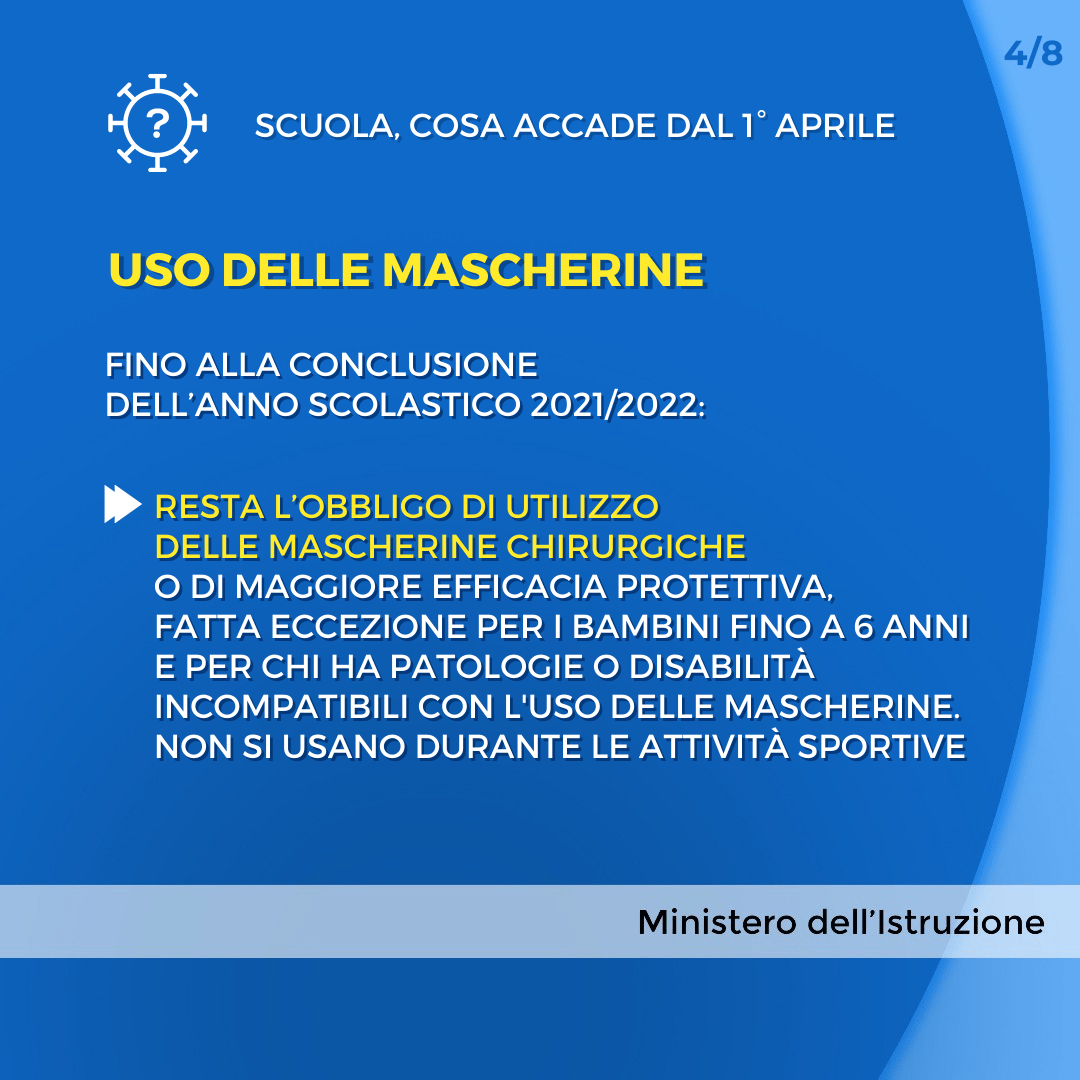 4/8
?
SCUOLA, COSA ACCADE DAL 1° APRILE
USO DELLE MASCHERINE
FINO ALLA CONCLUSIONE
DELL’ANNO SCOLASTICO 2021/2022:
RESTA L’OBBLIGO DI UTILIZZO
DELLE MASCHERINE CHIRURGICHE
O DI MAGGIORE EFFICACIA PROTETTIVA,
FATTA ECCEZIONE PER I BAMBINI FINO A 6 ANNI
E PER CHI HA PATOLOGIE O DISABILITÀ
INCOMPATIBILI CON L'USO DELLE MASCHERINE.
NON SI USANO DURANTE LE ATTIVITÀ SPORTIVE
Ministero dell’Istruzione